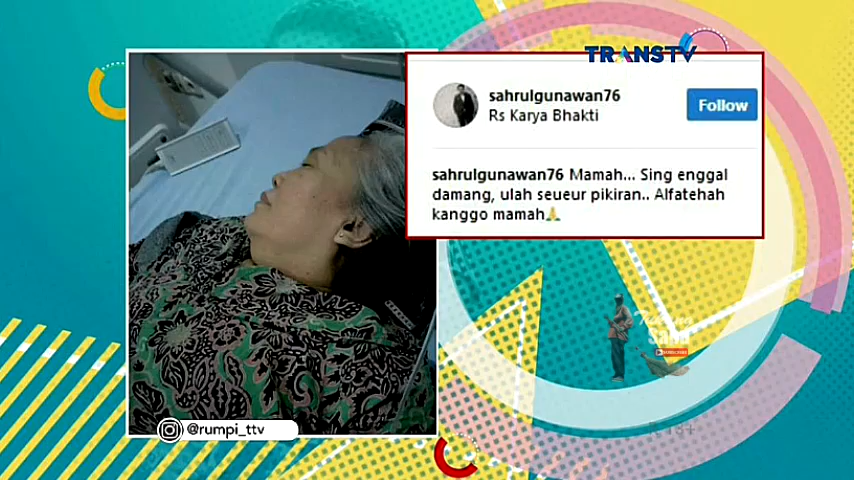 TRANSTV
sahrulgunawan76
Rs Karya Bhakti
Follow
sahrulgunawan76 Mamah... Sing enggal
damang, ulah seueur pikiran.. Alfatehah
kanggo mamah🙏
@rumpi_ttv